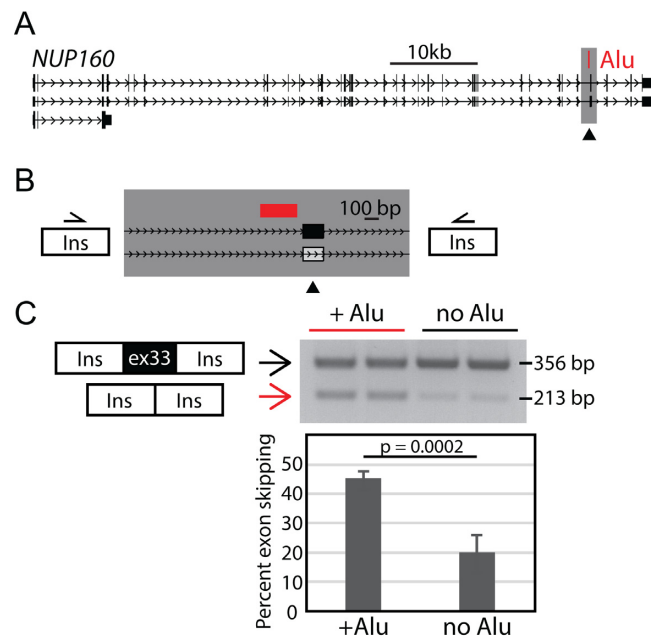 A
NUP160
10kb
Alu
B
Ins
100 bp
Ins
C
+ Alu
no Alu
Ins
ex33
Ins
356 bp
Ins
Ins
213 bp
p = 0.0002
Percent exon skipping
50
40
30
20
10
0
+Alu
no Alu